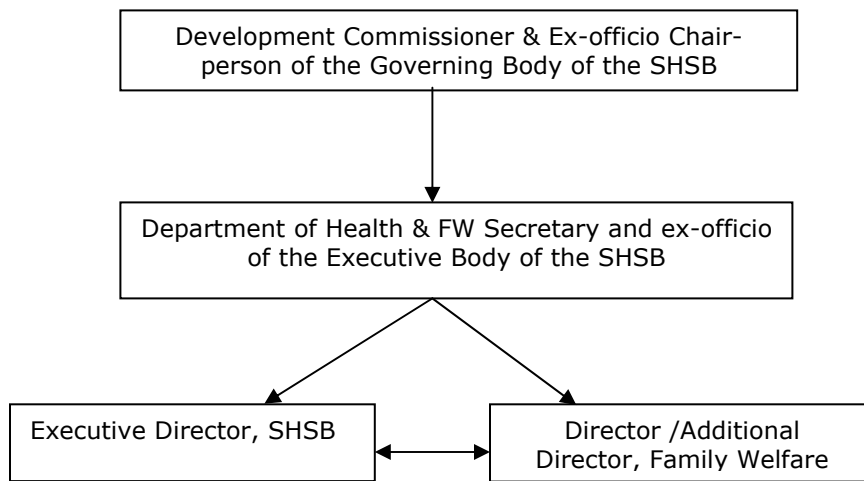 Development Commissioner & Ex-officio Chair-
person of the Governing Body of the SHSB
Department of Health & FW Secretary and ex-officio
of the Executive Body of the SHSB
Executive Director, SHSB
Director /Additional
Director, Family Welfare